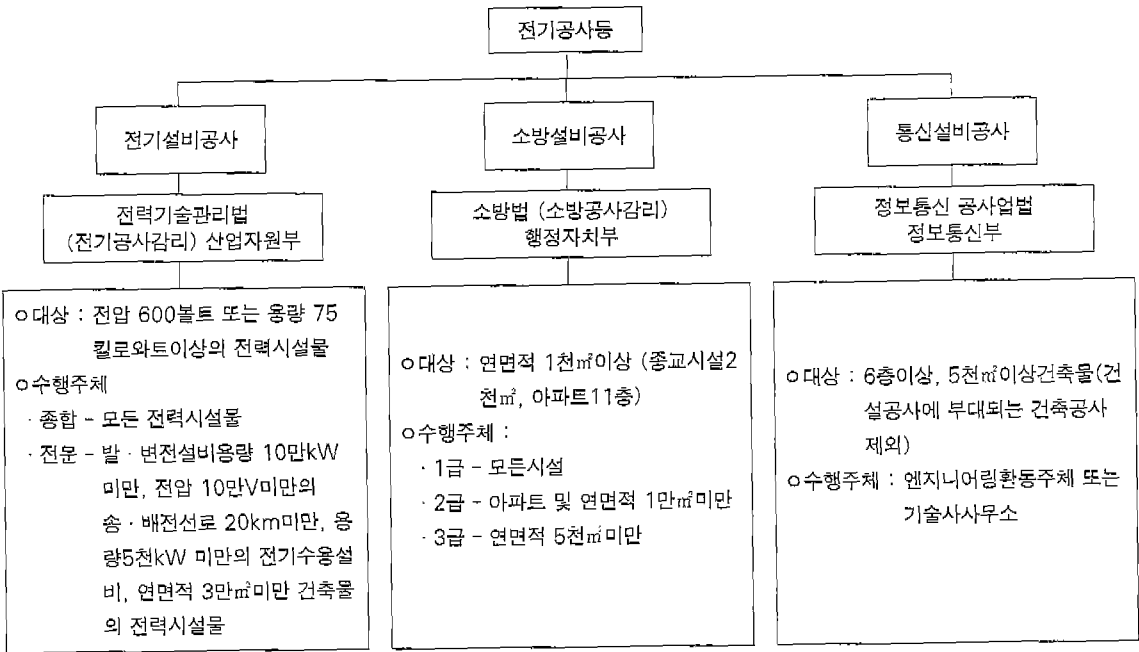 전기공사등
전기설비공사
전력기술관리법
(전기공사감리) 산업자원부
o 대상 : 전압 600볼트 또는 용량 75
킬로와트이상의 전력시설물
o 수행주체
· 종합 - 모든 전력시설물
· 전문 - 발 · 변전설비용량 10만kW
미만, 전압 10만V미만의
송 · 배전선로 20km미만, 용
량5천kW 미만의 전기수용설
비, 연면적 3만㎡미만 건축물
의 전력시설물
소방설비공사
소방법 (소방공사감리)
행정자치부
o 대상 : 연면적 1천㎡이상 (종교시설2
천㎡, 아파트11층)
o 수행주체 :
· 1급 - 모든시설
· 2급 - 아파트 및 연면적 1만㎡미만
· 3급 - 연면적 5천㎡미만
통신설비공사
정보통신 공사업법
정보통신부
o 대상 : 6층이상, 5천㎡이상건축물(건
설공사에 부대되는 건축공사
제외)
o 수행주체 : 엔지니어링환동주체 또는
기술사사무소